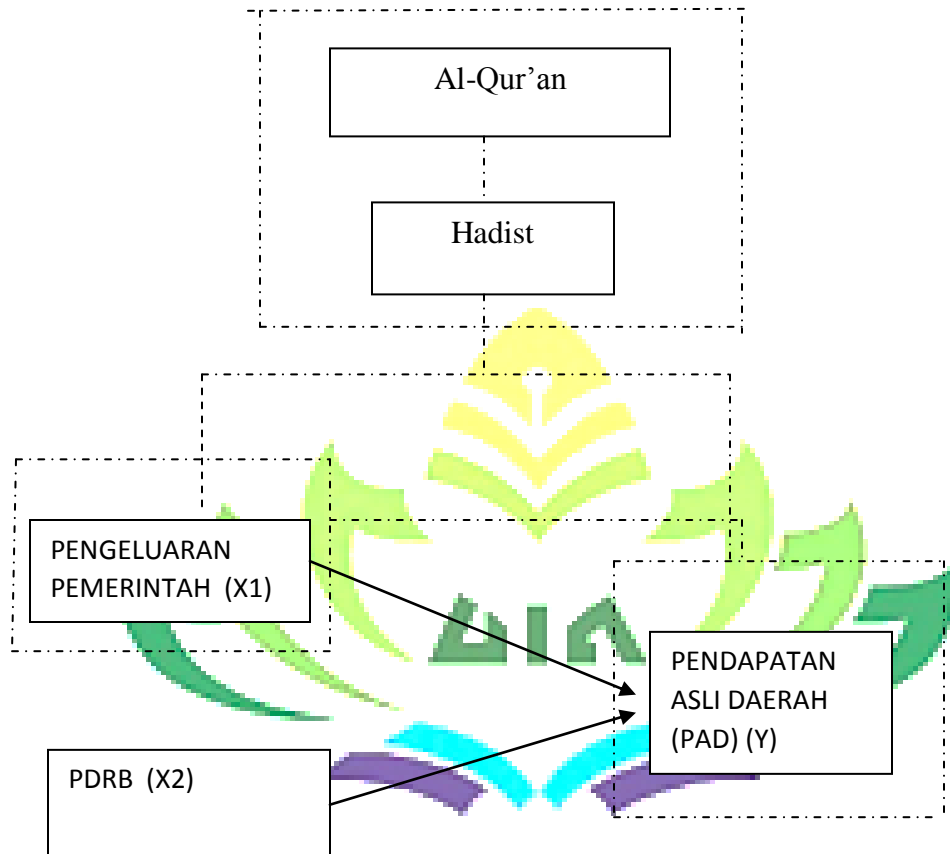 Al-Qur’an
Hadist
PENGELUARAN
PEMERINTAH (X1)
PENDAPATAN
ASLI DAERAH
(PAD) (Y)
PDRB (X2)